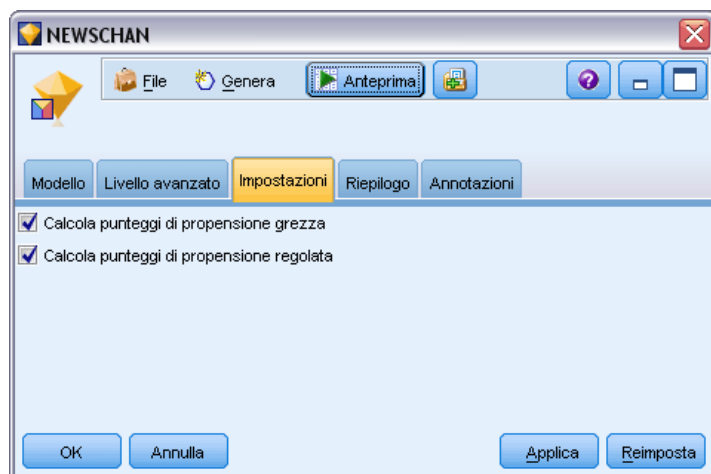 NEWSCHAN
File Genera Anteprima
Modello Livello avanzato Impostazioni Riepilogo Annotazioni
Calcola punteggi di propensione grezza
Calcola punteggi di propensione regolata
OK Annulla Applica Reimposta